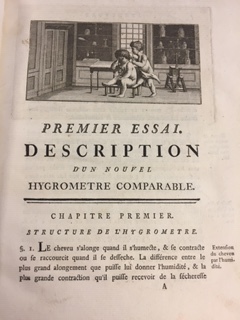 PREMIER ESSAI.
DESCRIPTION
D'UN NOUVEL
HYGROMETRE COMPARABLE.
CHAPITRE PREMIER.
STRUCTURE DE L'HYGROMETRE.
§. 1. LE cheveu s'alonge quand il s'humecte, & se contracte
ou se raccourcit quand il se desseche. La différence entre le
plus grand alongement que puisse lui donner l'humidité, & la
plus grande contraction qu'il puisse recevoir de la sécheresse
Extension
du cheveu
par l'humi-
dité.
A